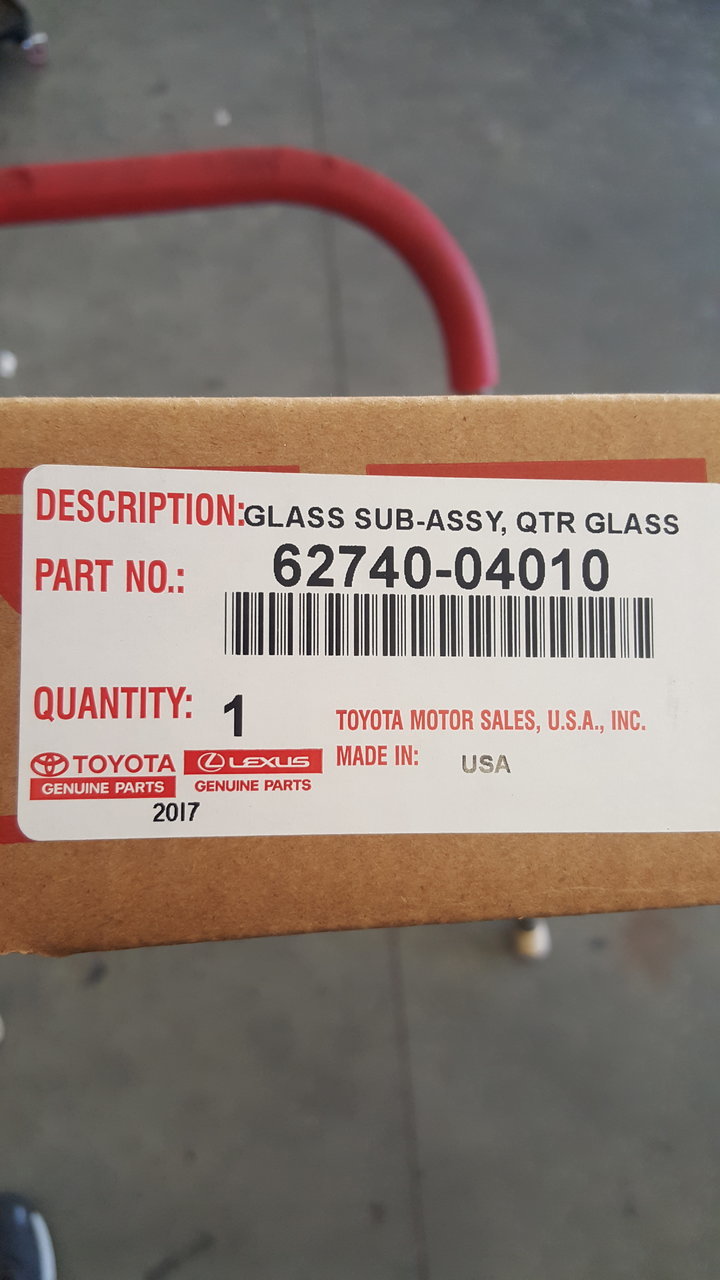 DESCRIPTION: GLASS SUB-ASSY, QTR GLASS
PART NO.: 62740-04010
QUANTITY: 1
TOYOTA MOTOR SALES, U.S.A., INC.
MADE IN: USA
TOYOTA
GENUINE PARTS
LEXUS
GENUINE PARTS
2017